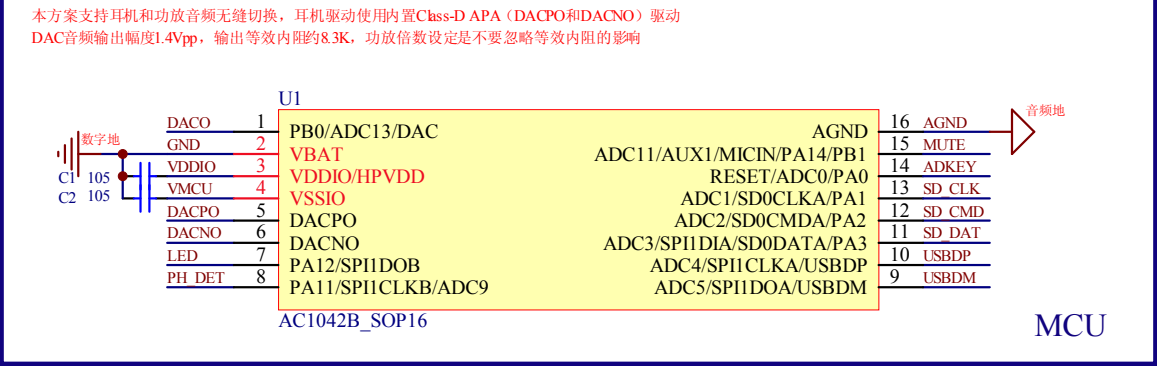 本方案支持耳机和功放音频无缝切换，耳机驱动使用内置Class-D APA（DACPO和DACNO）驱动
DAC音频输出幅度1.4Vpp，输出等效内阻约8.3K，功放倍数设定是不要忽略等效内阻的影响
U1
音频地
DACO 1 PB0/ADC13/DAC AGND 16 AGND
数字地
GND 2 VBAT ADC11/AUX1/MICIN/PA14/PB1 15 MUTE
VDDIO 3 VDDIO/HPVDD RESET/ADC0/PA0 14 ADKEY
C1 105
VMCU 4 VSSIO ADC1/SD0CLKA/PA1 13 SD_CLK
C2 105
DACPO 5 DACPO ADC2/SD0CMDA/PA2 12 SD_CMD
DACNO 6 DACNO ADC3/SPI1DIA/SD0DATA/PA3 11 SD_DAT
LED 7 PA12/SPI1DOB ADC4/SPI1CLKA/USBDP 10 USBDP
PH_DET 8 PA11/SPI1CLKB/ADC9 ADC5/SPI1DOA/USBDM 9 USBDM
AC1042B_SOP16
MCU